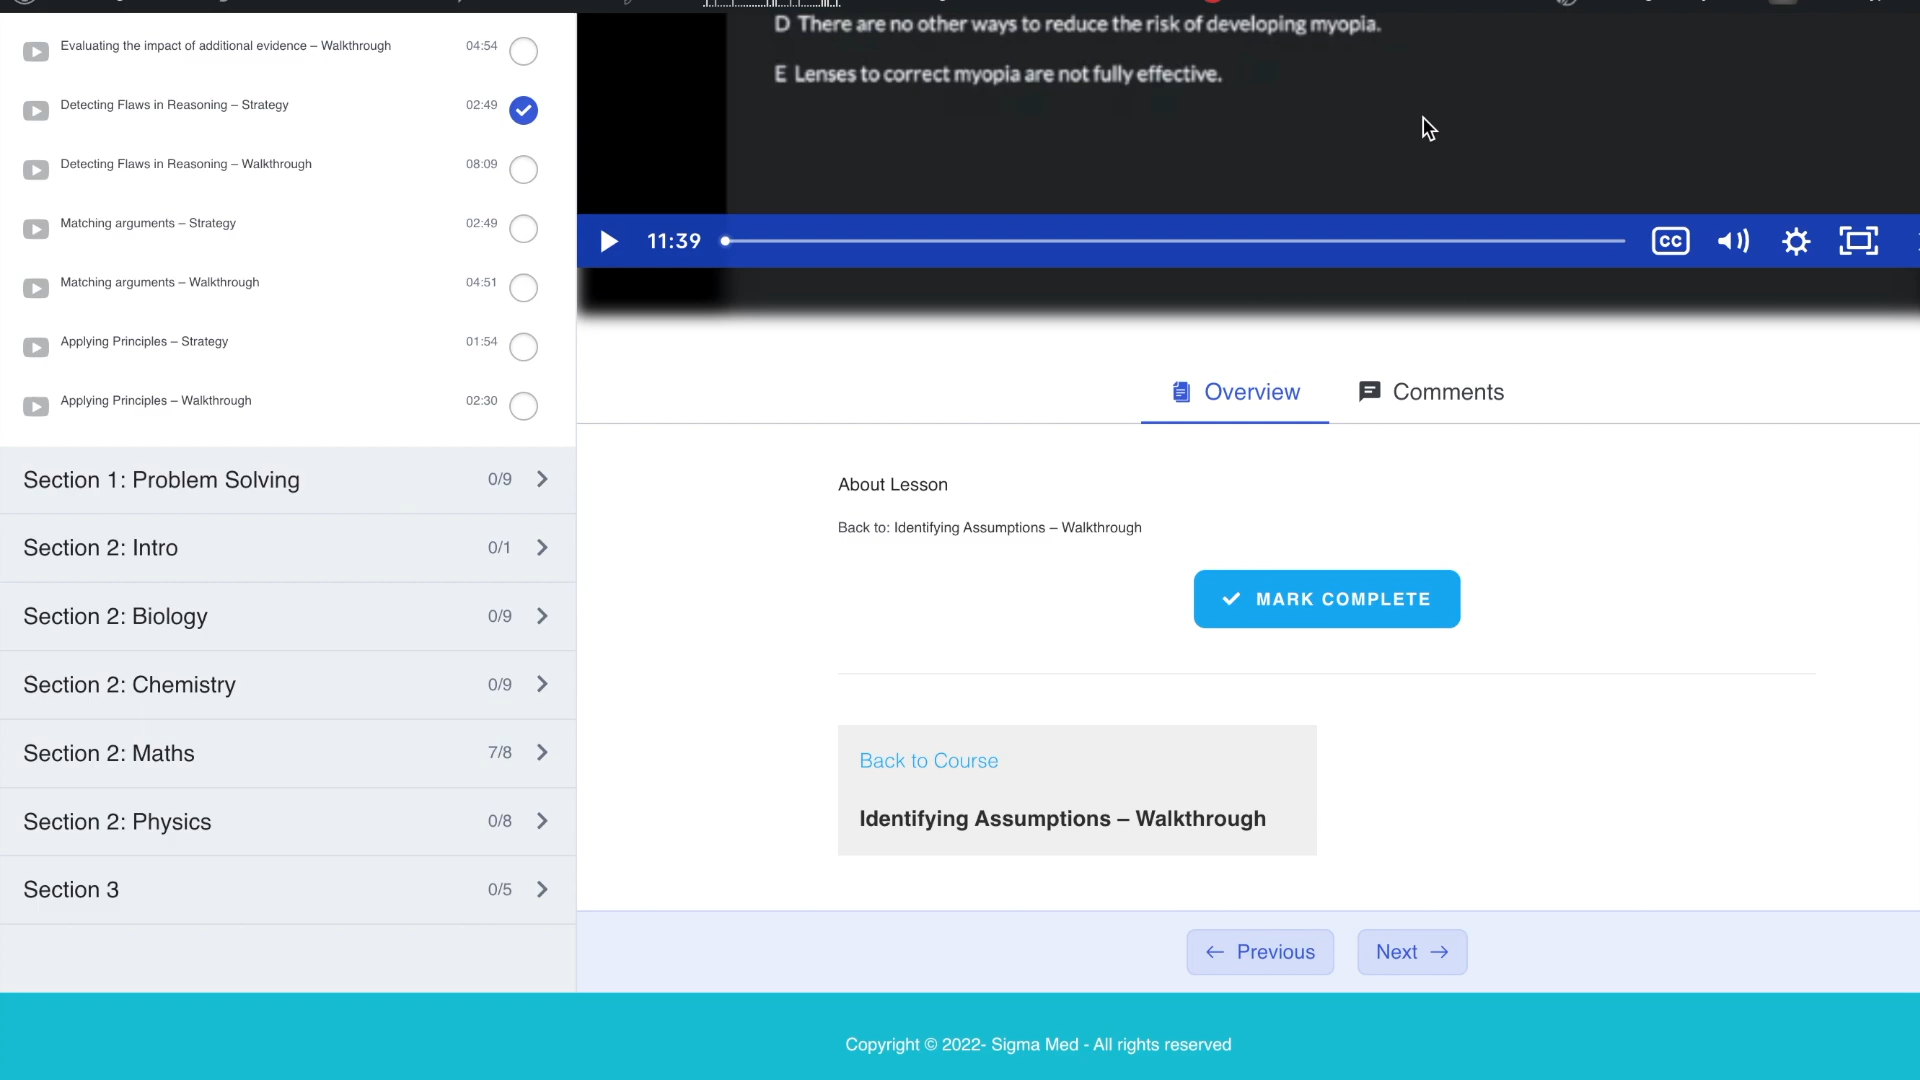 D There are no other ways to reduce the risk of developing myopia.
E Lenses to correct myopia are not fully effective.
11:39
CC
Evaluating the impact of additional evidence – Walkthrough 04:54
Detecting Flaws in Reasoning – Strategy 02:49
Detecting Flaws in Reasoning – Walkthrough 08:09
Matching arguments – Strategy 02:49
Matching arguments – Walkthrough 04:51
Applying Principles – Strategy 01:54
Applying Principles – Walkthrough 02:30
Section 1: Problem Solving 0/9
Section 2: Intro 0/1
Section 2: Biology 0/9
Section 2: Chemistry 0/9
Section 2: Maths 7/8
Section 2: Physics 0/8
Section 3 0/5
Overview Comments
About Lesson
Back to: Identifying Assumptions – Walkthrough
MARK COMPLETE
Back to Course
Identifying Assumptions – Walkthrough
← Previous Next →
Copyright © 2022- Sigma Med - All rights reserved